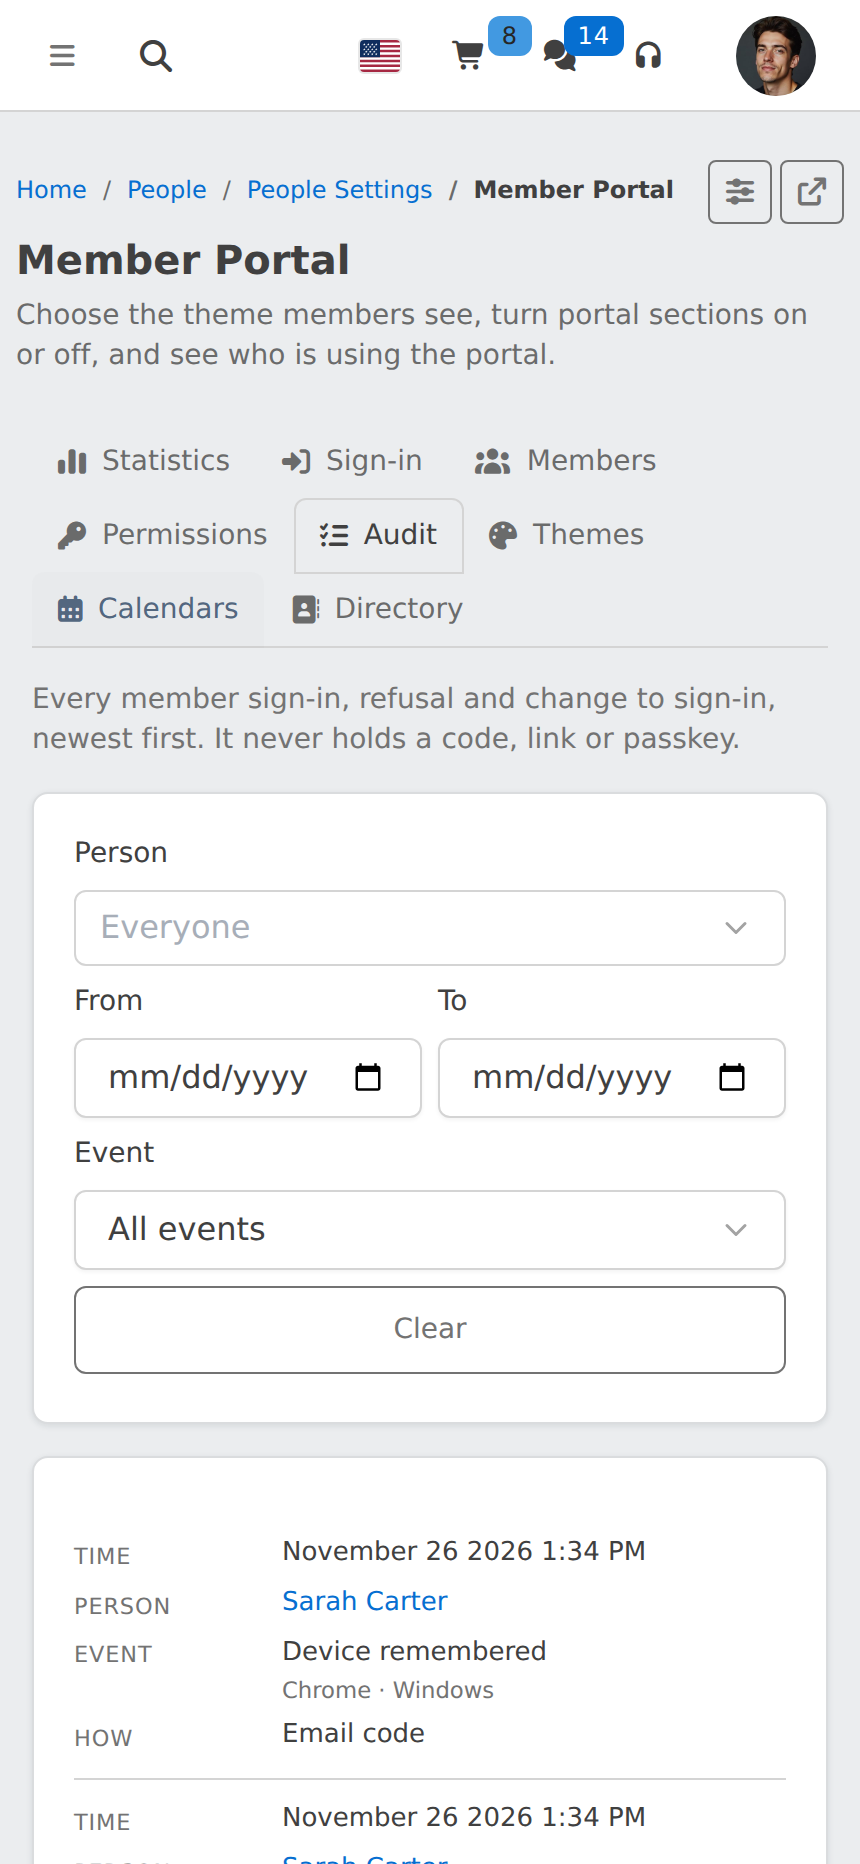 8
14
Home / People / People Settings / Member Portal
Member Portal
Choose the theme members see, turn portal sections on
or off, and see who is using the portal.
Statistics Sign-in Members
Permissions Audit Themes
Calendars Directory
Every member sign-in, refusal and change to sign-in,
newest first. It never holds a code, link or passkey.
Person
Everyone
From To
mm/dd/yyyy mm/dd/yyyy
Event
All events
Clear
TIME November 26 2026 1:34 PM
PERSON Sarah Carter
EVENT Device remembered
Chrome · Windows
HOW Email code
TIME November 26 2026 1:34 PM
PERSON Sarah Carter